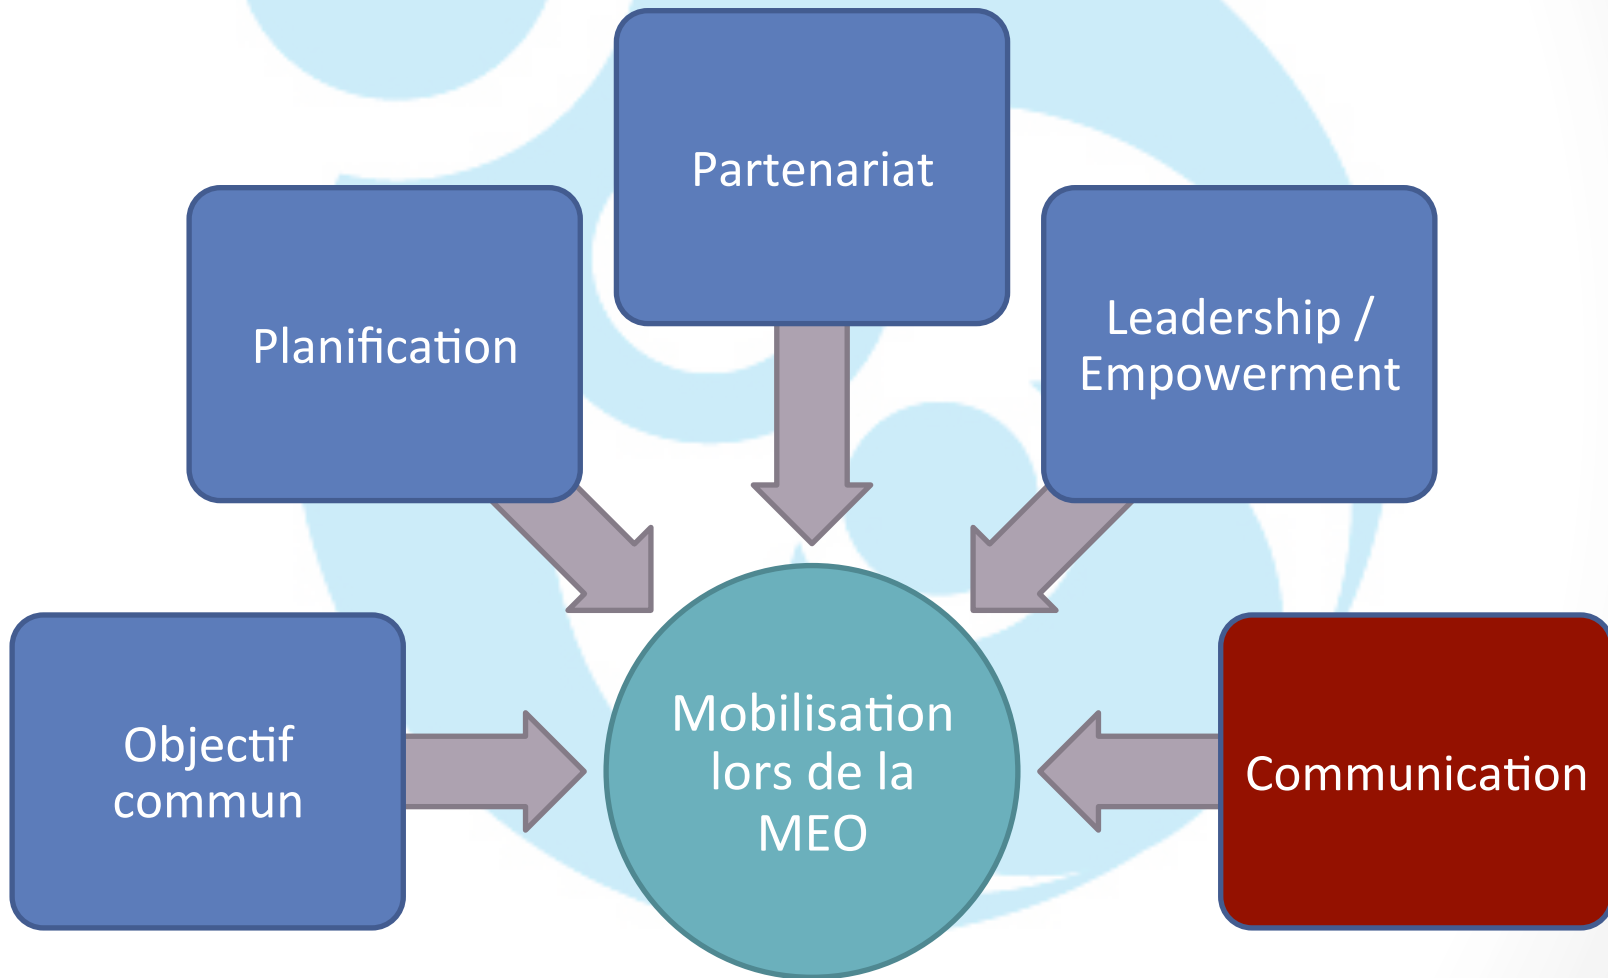 Partenariat
Planification
Leadership /
Empowerment
Objectif
commun
Mobilisation
lors de la
MEO
Communication